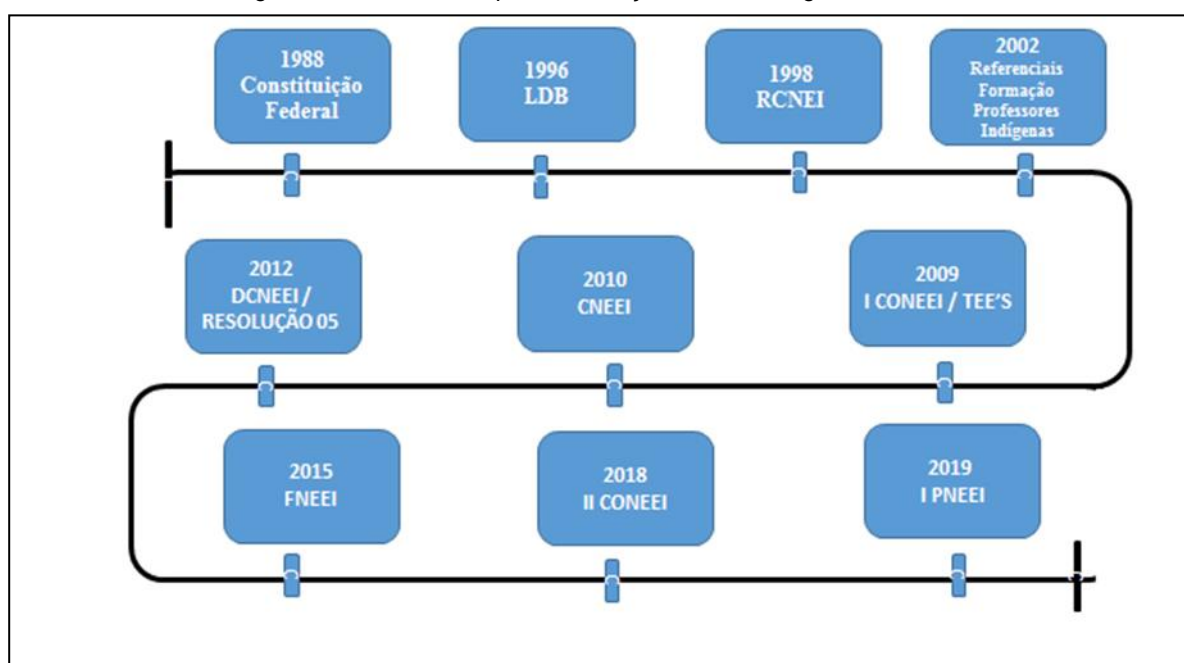 1988
Constituição
Federal
1996
LDB
1998
RCNEI
2002
Referenciais
Formação
Professores
Indígenas
2009
I CONEEI / TEE'S
2010
CNEEI
2012
DCNEEI /
RESOLUÇÃO 05
2015
FNEEI
2018
II CONEEI
2019
I PNEEI